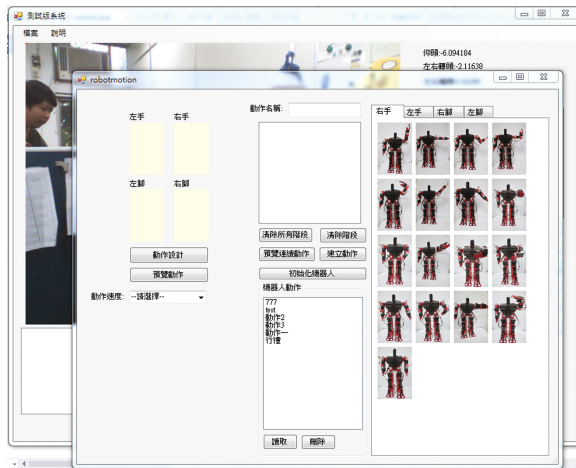 測試版系統
檔案 說明
仰頭:-6.094184
左右轉頭:-2.11638
robotmotion
左手 右手
左腳 右腳
動作設計
預覽動作
動作速度: --請選擇--
動作名稱:
清除所有階段 清除階段
預覽連續動作 建立動作
初始化機器人
機器人動作
777
test
動作2
動作3
動作一
行禮
讀取 刪除
右手 左手 右腳 左腳